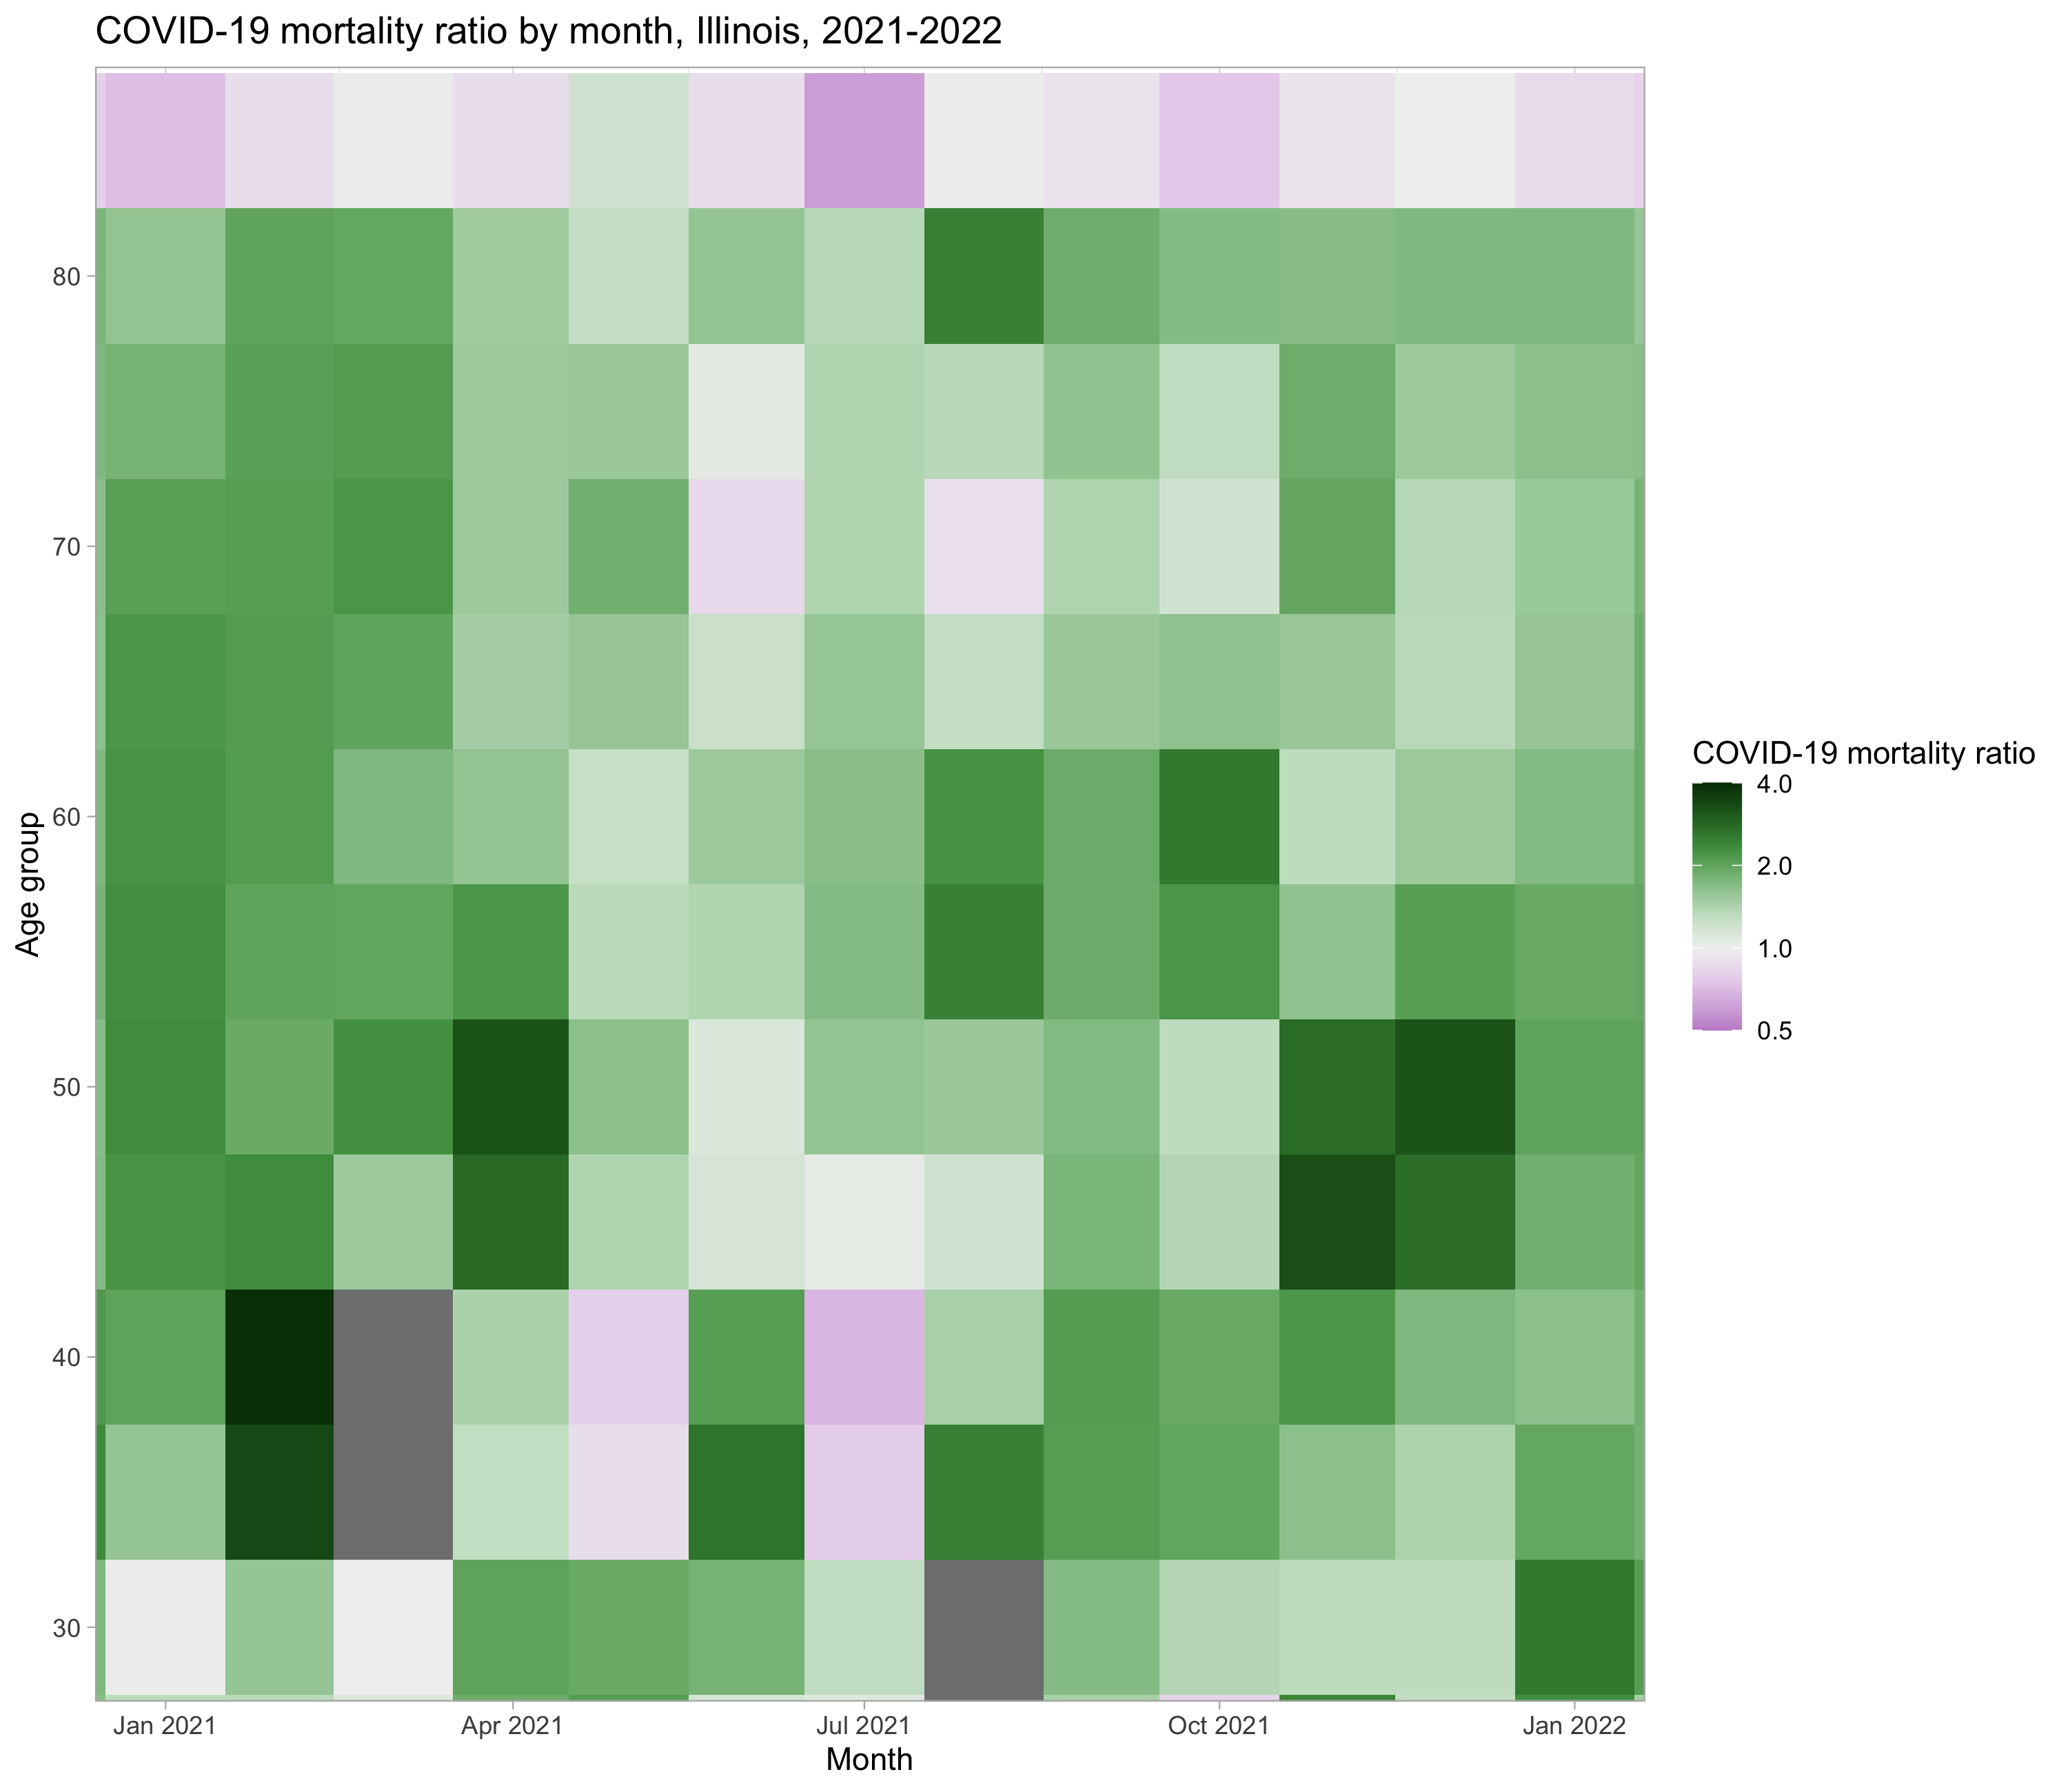 COVID-19 mortality ratio by month, Illinois, 2021-2022
80
70
60
50
40
30
Age group
Jan 2021
Apr 2021
Jul 2021
Oct 2021
Jan 2022
Month
COVID-19 mortality ratio
4.0
2.0
1.0
0.5